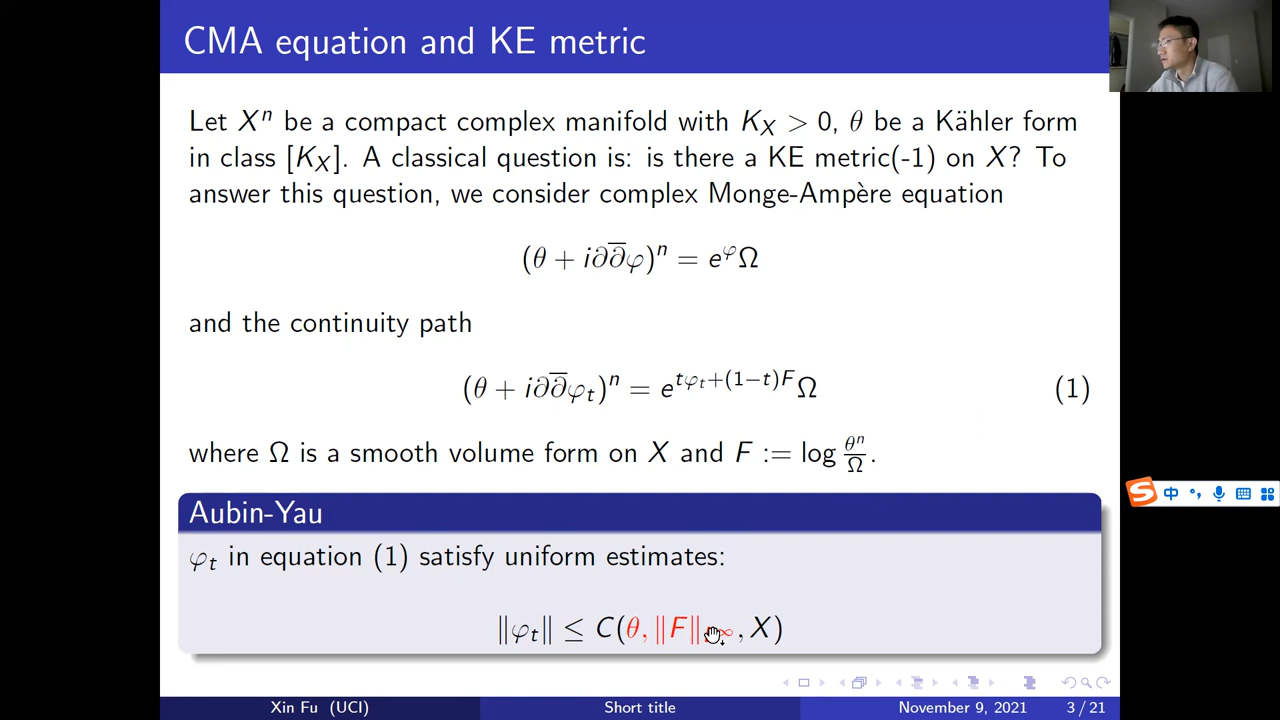 CMA equation and KE metric
Let Xⁿ be a compact complex manifold with K_X > 0, θ be a Kähler form
in class [K_X]. A classical question is: is there a KE metric(-1) on X? To
answer this question, we consider complex Monge-Ampère equation
(θ + i∂∂̅φ)ⁿ = e^φ Ω
and the continuity path
(θ + i∂∂̅φ_t)ⁿ = e^{tφ_t+(1−t)F} Ω (1)
where Ω is a smooth volume form on X and F := log θⁿ/Ω.
Aubin-Yau
φ_t in equation (1) satisfy uniform estimates:
‖φ_t‖ ≤ C(θ, ‖F‖ ∞, X)
中
Xin Fu (UCI) Short title November 9, 2021 3 / 21